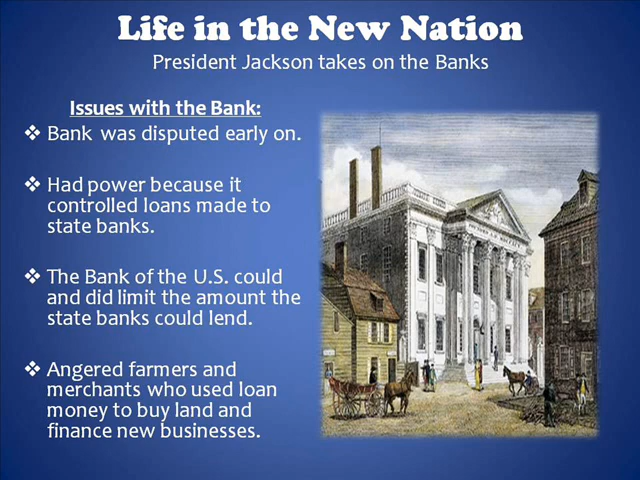 Life in the New Nation
President Jackson takes on the Banks
Issues with the Bank:
❖ Bank was disputed early on.
❖ Had power because it
controlled loans made to
state banks.
❖ The Bank of the U.S. could
and did limit the amount the
state banks could lend.
❖ Angered farmers and
merchants who used loan
money to buy land and
finance new businesses.